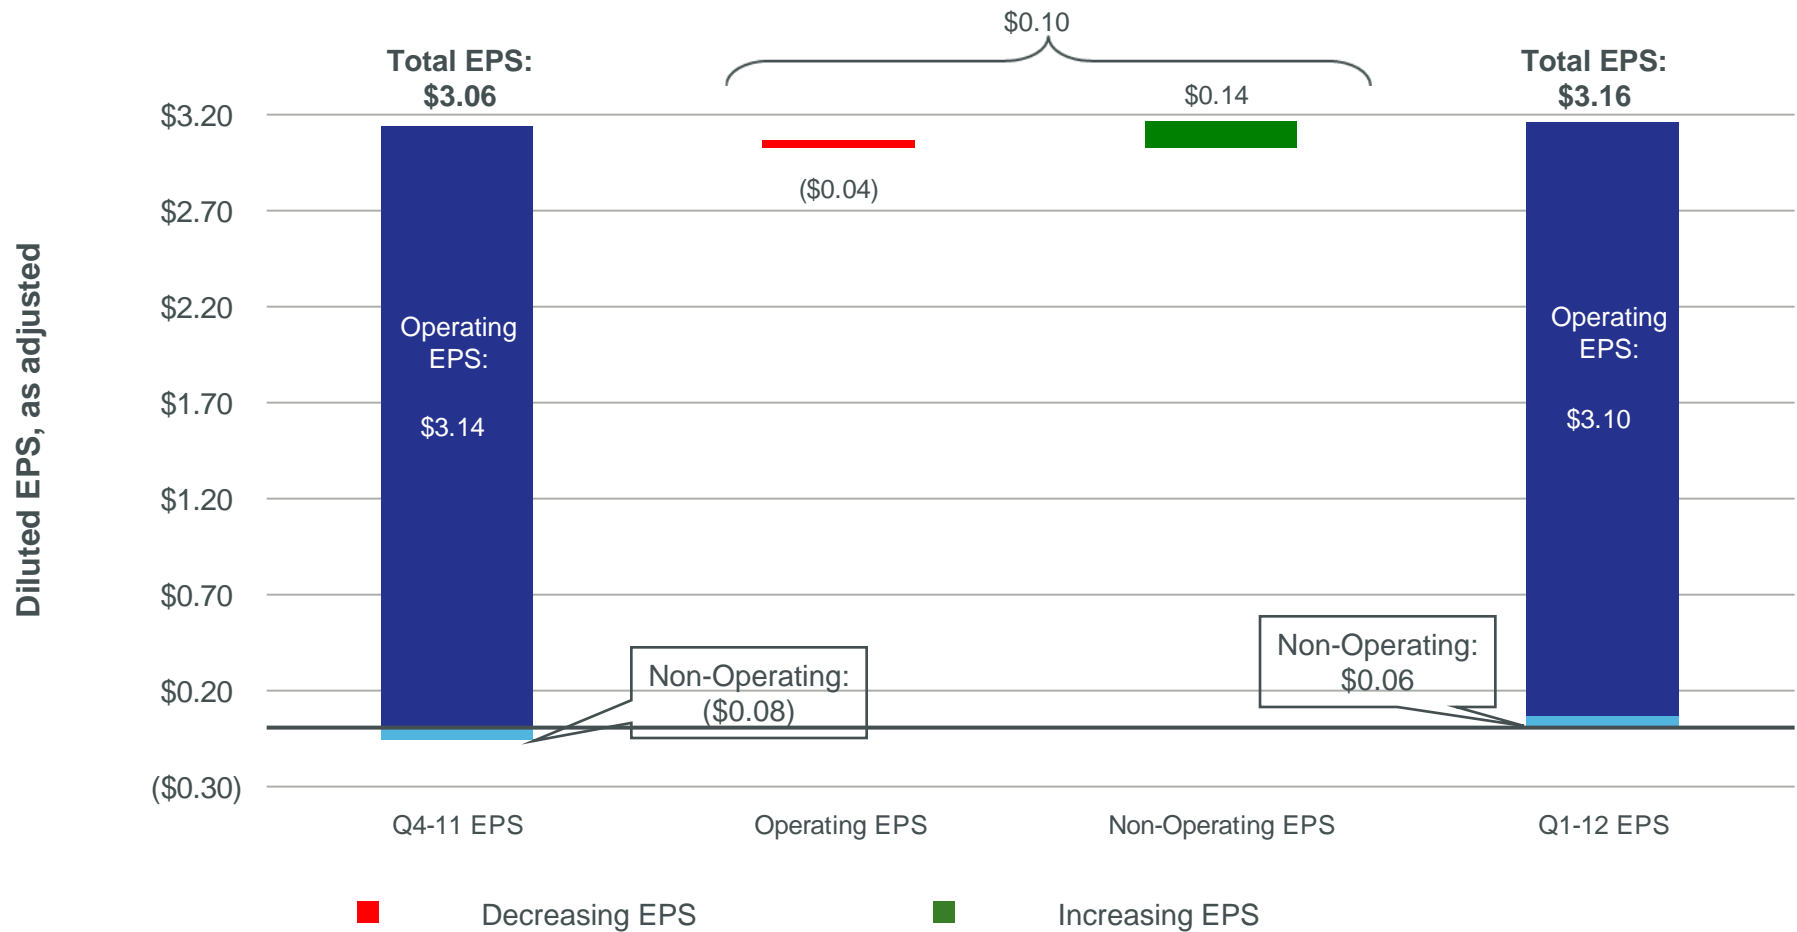 $0.10
Total EPS:
$3.06
Total EPS:
$3.16
$0.14
($0.04)
Diluted EPS, as adjusted
$3.20
$2.70
$2.20
$1.70
$1.20
$0.70
$0.20
($0.30)
Operating
EPS:
$3.14
Operating
EPS:
$3.10
Non-Operating:
($0.08)
Non-Operating:
$0.06
Q4-11 EPS
Operating EPS
Non-Operating EPS
Q1-12 EPS
Decreasing EPS
Increasing EPS